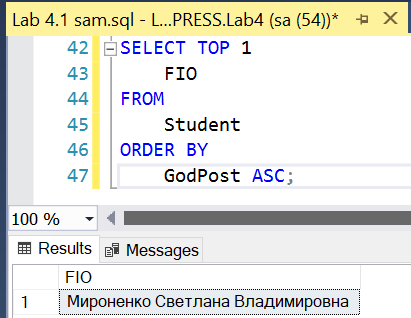 Lab 4.1 sam.sql - L...PRESS.Lab4 (sa (54))*
42 SELECT TOP 1
43 FIO
44 FROM
45 Student
46 ORDER BY
47 GodPost ASC;
100 %
Results Messages
FIO
1 Мироненко Светлана Владимировна